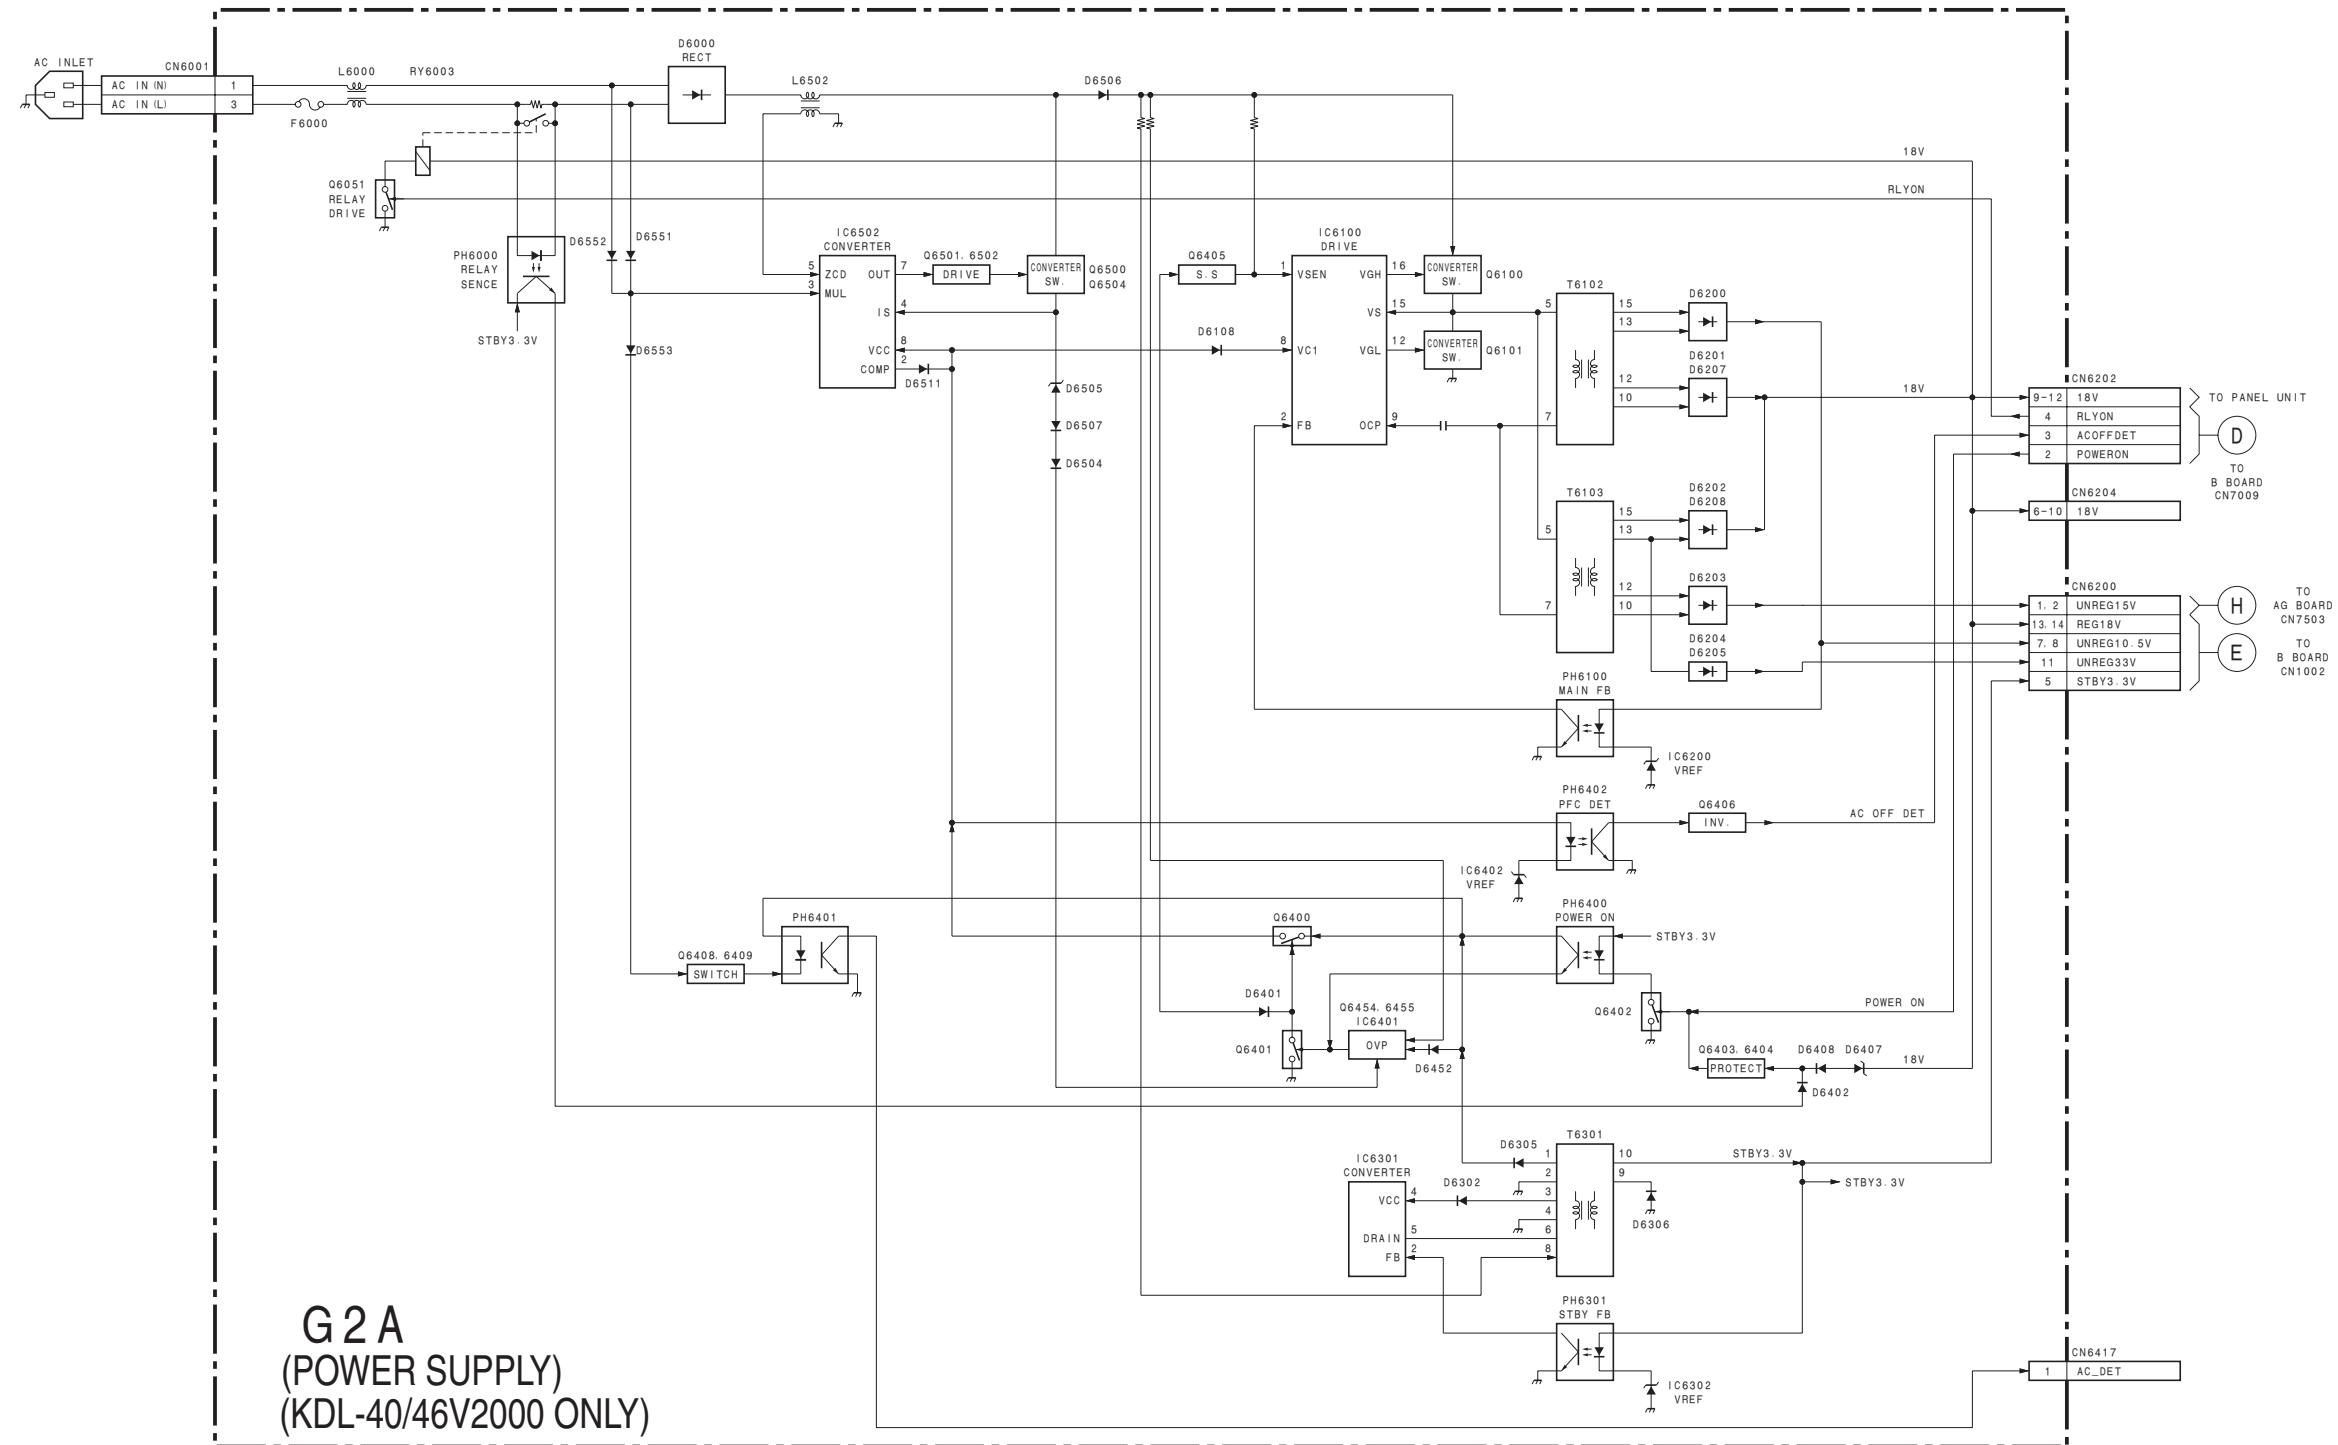 AC INLET
CN6001
AC IN (N)
1
AC IN (L)
3
F6000
L6000
RY6003
D6000
RECT
L6502
D6506
18V
RLYON
Q6051
RELAY
DRIVE
PH6000
RELAY
SENCE
STBY3.3V
D6552
D6551
D6553
IC6502
CONVERTER
5
ZCD
3
MUL
OUT
7
IS
4
VCC
8
COMP
2
D6511
Q6501, 6502
DRIVE
CONVERTER
SW.
Q6500
Q6504
D6505
D6507
D6504
Q6405
S.S
D6108
IC6100
DRIVE
1
VSEN
8
VC1
2
FB
VGH
16
VS
15
VGL
12
OCP
9
CONVERTER
SW.
Q6100
CONVERTER
SW.
Q6101
T6102
5
7
15
13
12
10
D6200
D6201
D6207
18V
T6103
5
7
15
13
12
10
D6202
D6208
D6203
D6204
D6205
PH6100
MAIN FB
IC6200
VREF
PH6402
PFC DET
IC6402
VREF
Q6406
INV.
AC OFF DET
PH6400
POWER ON
STBY3.3V
Q6402
POWER ON
Q6403, 6404
PROTECT
D6408
D6407
18V
D6402
Q6408, 6409
SWITCH
PH6401
Q6400
D6401
Q6401
Q6454, 6455
IC6401
OVP
D6452
IC6301
CONVERTER
VCC
4
DRAIN
5
FB
2
D6305
D6302
T6301
1
2
3
4
6
8
10
9
STBY3.3V
STBY3.3V
D6306
PH6301
STBY FB
IC6302
VREF
CN6202
9-12 18V
4 RLYON
3 ACOFFDET
2 POWERON
TO PANEL UNIT
D
TO
B BOARD
CN7009
CN6204
6-10 18V
CN6200
1, 2 UNREG15V
13, 14 REG18V
7, 8 UNREG10.5V
11 UNREG33V
5 STBY3.3V
H
TO
AG BOARD
CN7503
E
TO
B BOARD
CN1002
CN6417
1 AC_DET
G2A
(POWER SUPPLY)
(KDL-40/46V2000 ONLY)